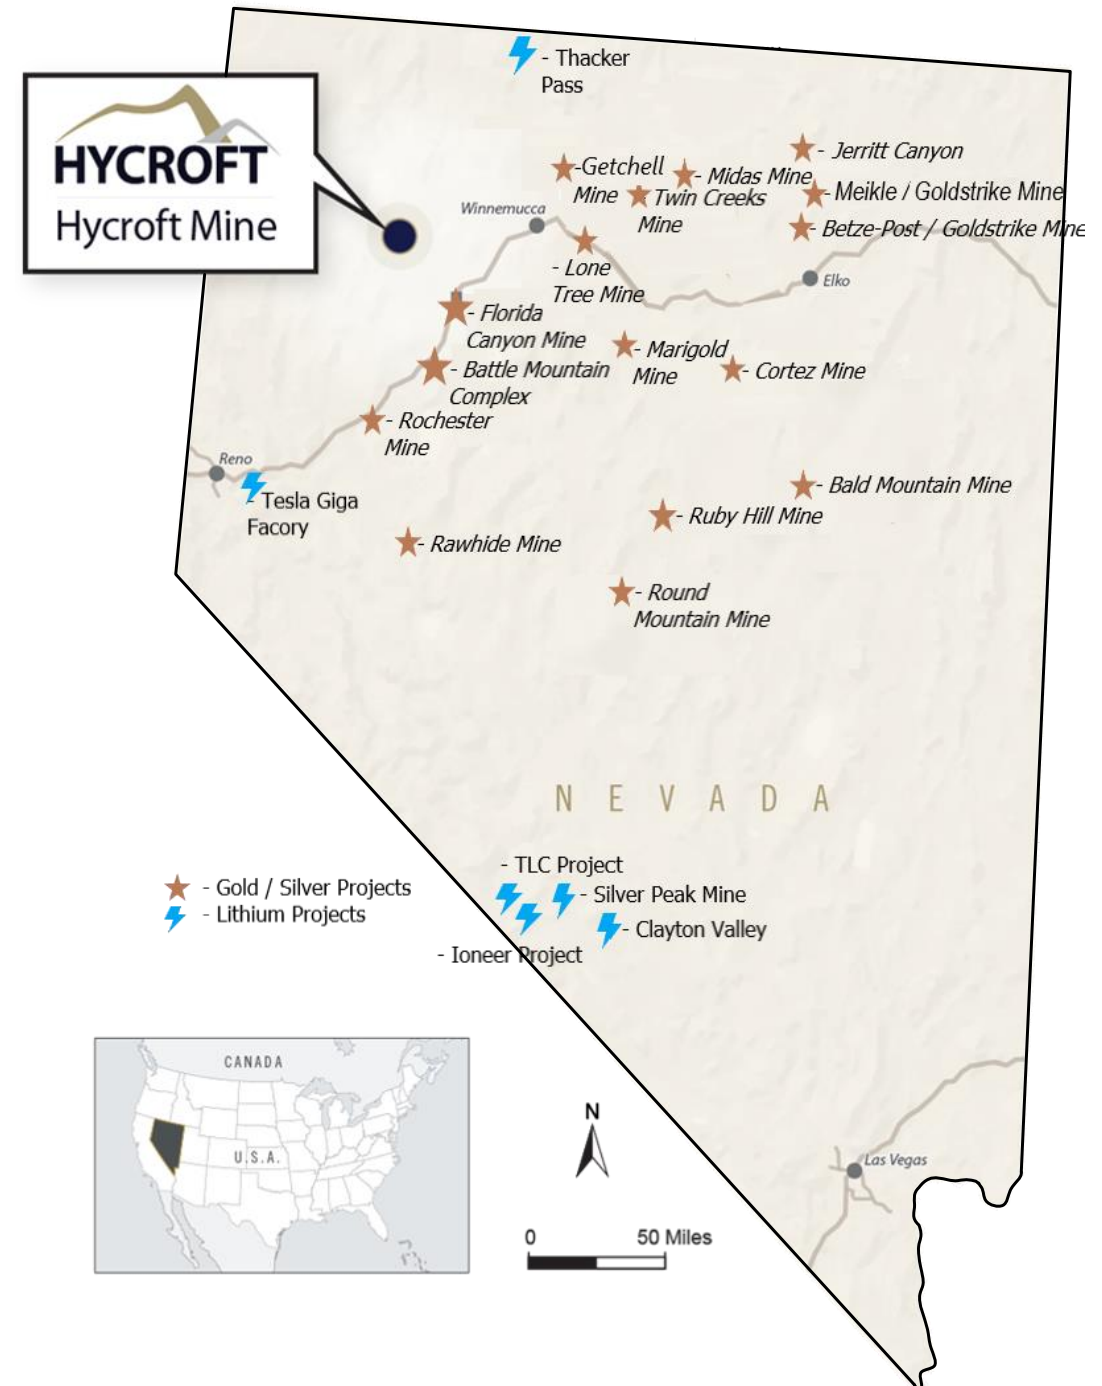 - Thacker
Pass
HYCROFT
Hycroft Mine
- Jerritt Canyon
-Getchell
Mine
- Midas Mine
- Meikle / Goldstrike Mine
Twin Creeks
Mine
Winnemucca
- Betze-Post / Goldstrike Mine
- Lone
Tree Mine
Elko
- Florida
Canyon Mine
- Marigold
Mine
- Battle Mountain
Complex
- Cortez Mine
- Rochester
Mine
Reno
- Tesla Giga
Facory
- Bald Mountain Mine
- Ruby Hill Mine
- Rawhide Mine
- Round
Mountain Mine
NEVADA
- TLC Project
- Gold / Silver Projects
- Silver Peak Mine
- Lithium Projects
- Clayton Valley
- Ioneer Project
CANADA
U.S.A.
N
Las Vegas
0 50 Miles